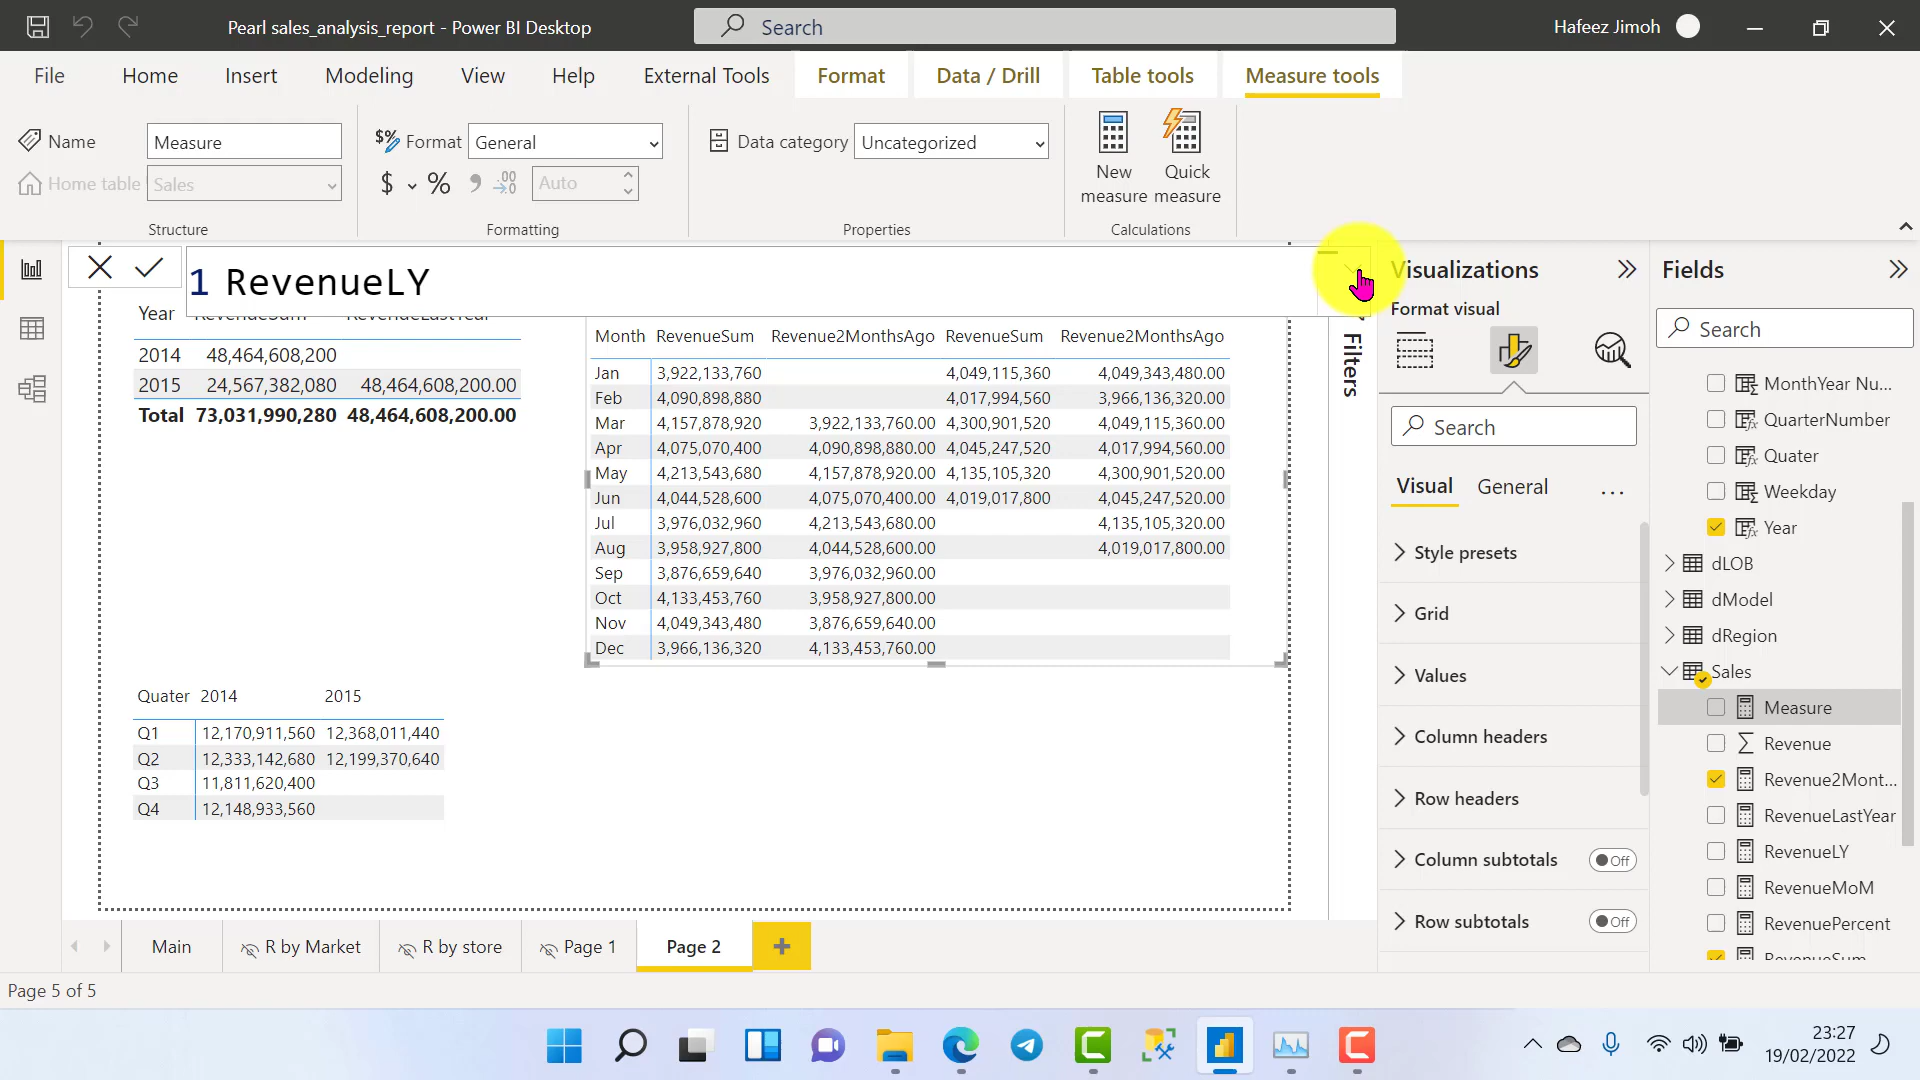 Pearl sales_analysis_report - Power BI Desktop
Search
Hafeez Jimoh
File Home Insert Modeling View Help External Tools Format Data / Drill Table tools Measure tools
Name Measure
Home table Sales
Structure
$% Format General
$ % Auto
Formatting
Data category Uncategorized
Properties
New measure
Quick measure
Calculations
1 RevenueLY
Year
2014 48,464,608,200
2015 24,567,382,080 48,464,608,200.00
Total 73,031,990,280 48,464,608,200.00
Month RevenueSum Revenue2MonthsAgo RevenueSum Revenue2MonthsAgo
Jan 3,922,133,760 4,049,115,360 4,049,343,480.00
Feb 4,090,898,880 4,017,994,560 3,966,136,320.00
Mar 4,157,878,920 3,922,133,760.00 4,300,901,520 4,049,115,360.00
Apr 4,075,070,400 4,090,898,880.00 4,045,247,520 4,017,994,560.00
May 4,213,543,680 4,157,878,920.00 4,135,105,320 4,300,901,520.00
Jun 4,044,528,600 4,075,070,400.00 4,019,017,800 4,045,247,520.00
Jul 3,976,032,960 4,213,543,680.00 4,135,105,320.00
Aug 3,958,927,800 4,044,528,600.00 4,019,017,800.00
Sep 3,876,659,640 3,976,032,960.00
Oct 4,133,453,760 3,958,927,800.00
Nov 4,049,343,480 3,876,659,640.00
Dec 3,966,136,320 4,133,453,760.00
Quater 2014 2015
Q1 12,170,911,560 12,368,011,440
Q2 12,333,142,680 12,199,370,640
Q3 11,811,620,400
Q4 12,148,933,560
Filters
Visualizations
Format visual
Search
Visual General ...
Style presets
Grid
Values
Column headers
Row headers
Column subtotals Off
Row subtotals Off
Fields
Search
MonthYear Nu...
QuarterNumber
Quater
Weekday
Year
dLOB
dModel
dRegion
Sales
Measure
Revenue
Revenue2Mont...
RevenueLastYear
RevenueLY
RevenueMoM
RevenuePercent
RevenueSum
Main R by Market R by store Page 1 Page 2 +
Page 5 of 5
23:27
19/02/2022